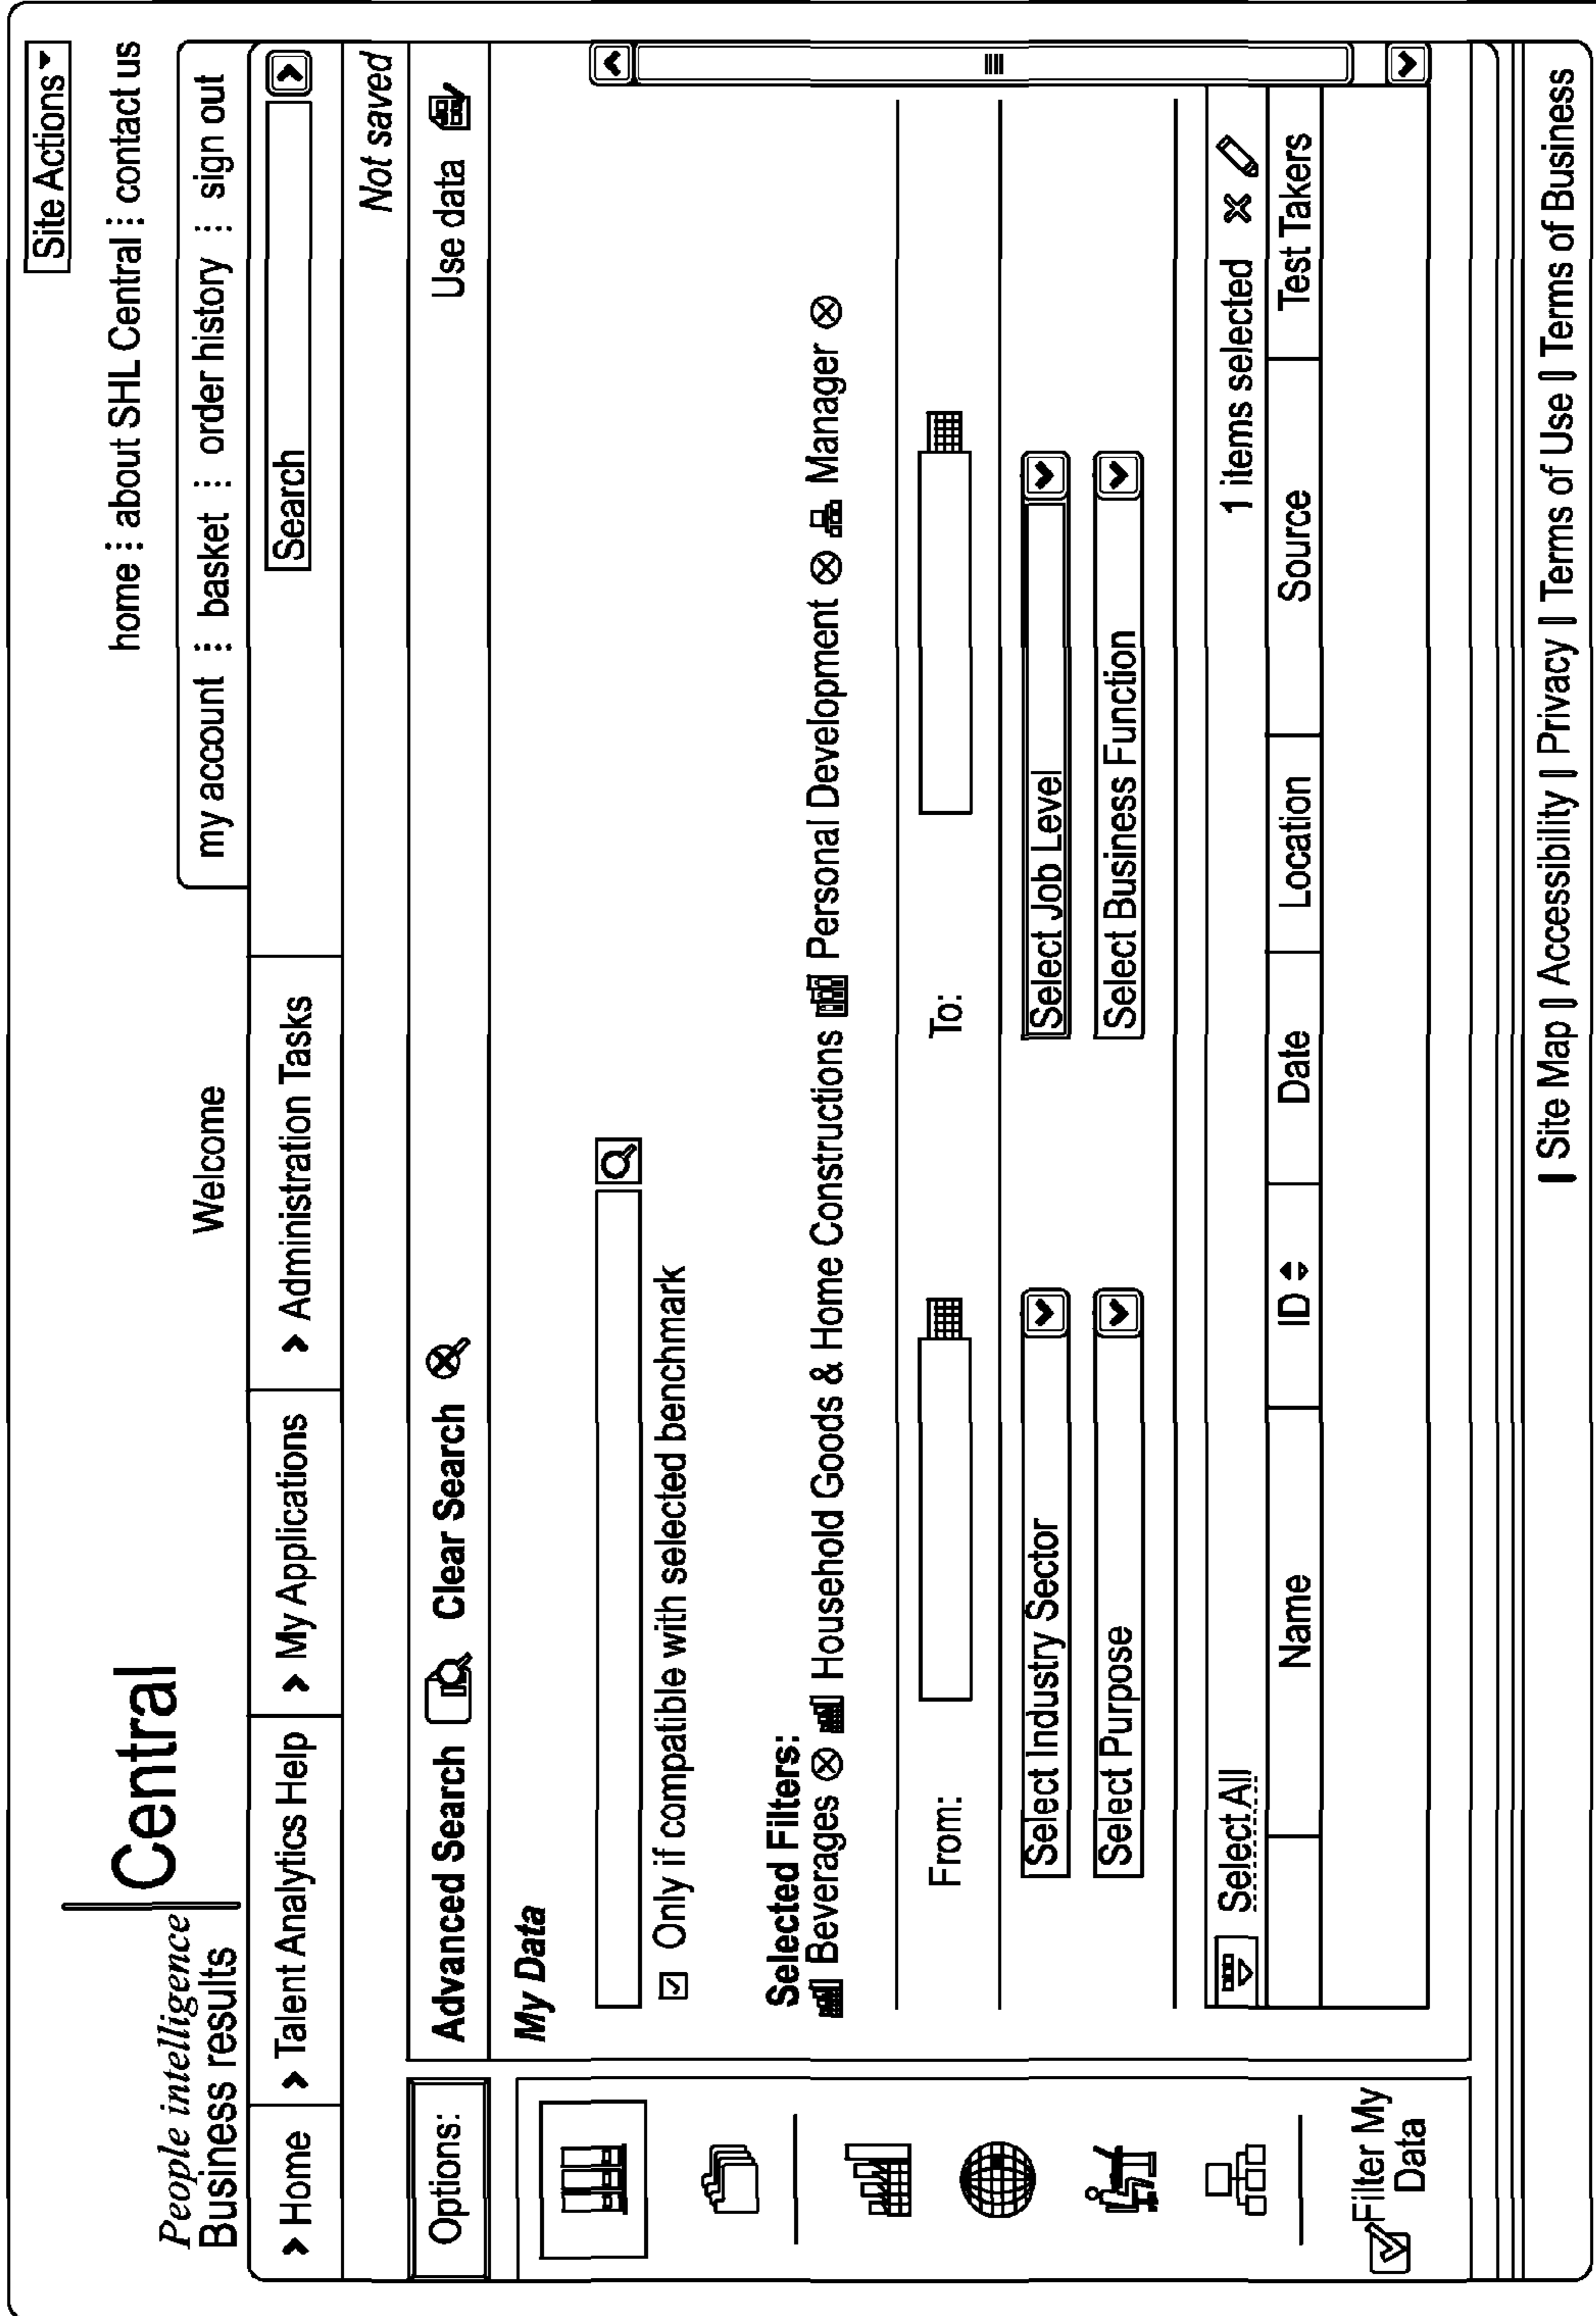 Site Actions
People intelligence
Business results
Central
home about SHL Central contact us
Welcome
my account basket order history sign out
Home Talent Analytics Help My Applications Administration Tasks Search
Not saved
Options: Advanced Search Clear Search Use data
My Data
Only if compatible with selected benchmark
Selected Filters:
Beverages Household Goods & Home Constructions Personal Development Manager
From: To:
Select Industry Sector Select Job Level
Select Purpose Select Business Function
Select All 1 items selected
Name ID Date Location Source Test Takers
Filter My
Data
Site Map Accessibility Privacy Terms of Use Terms of Business